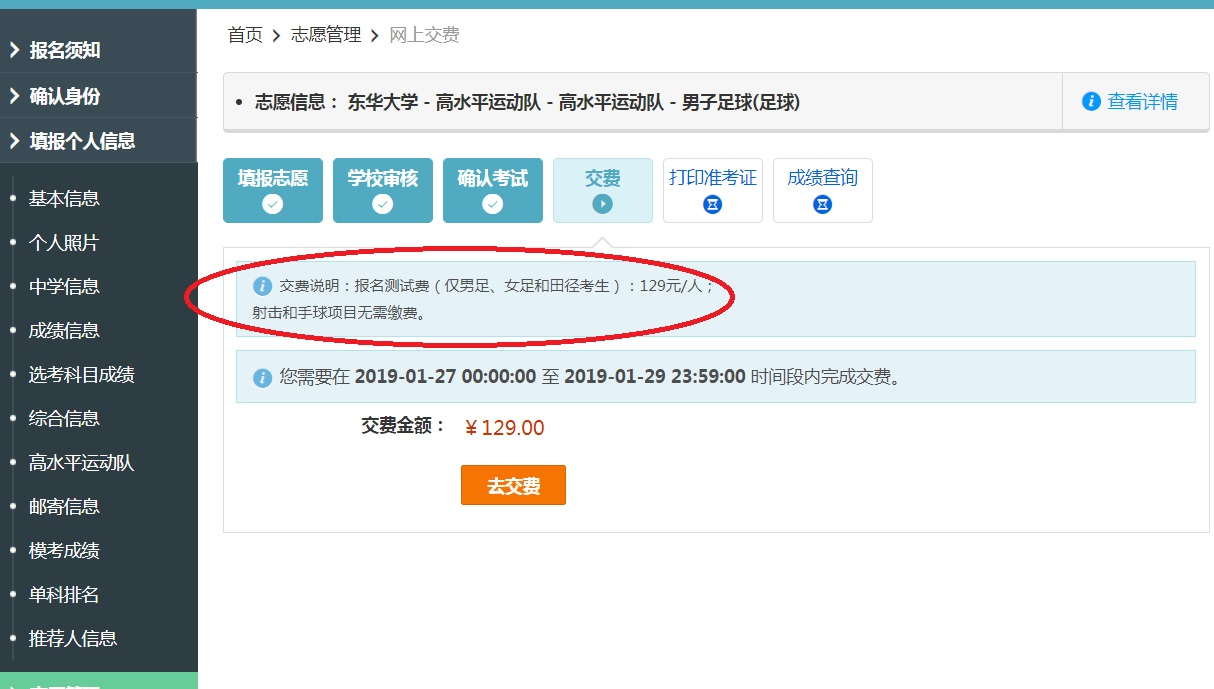 首页 > 志愿管理 > 网上交费
报名须知
确认身份
填报个人信息
基本信息
个人照片
中学信息
成绩信息
选考科目成绩
综合信息
高水平运动队
邮寄信息
模考成绩
单科排名
推荐人信息
志愿信息： 东华大学 - 高水平运动队 - 高水平运动队 - 男子足球(足球)
查看详情
填报志愿
学校审核
确认考试
交费
打印准考证
成绩查询
交费说明：报名测试费（仅男足、女足和田径考生）：129元/人；
射击和手球项目无需缴费。
您需要在 2019-01-27 00:00:00 至 2019-01-29 23:59:00 时间段内完成交费。
交费金额： ￥129.00
去交费